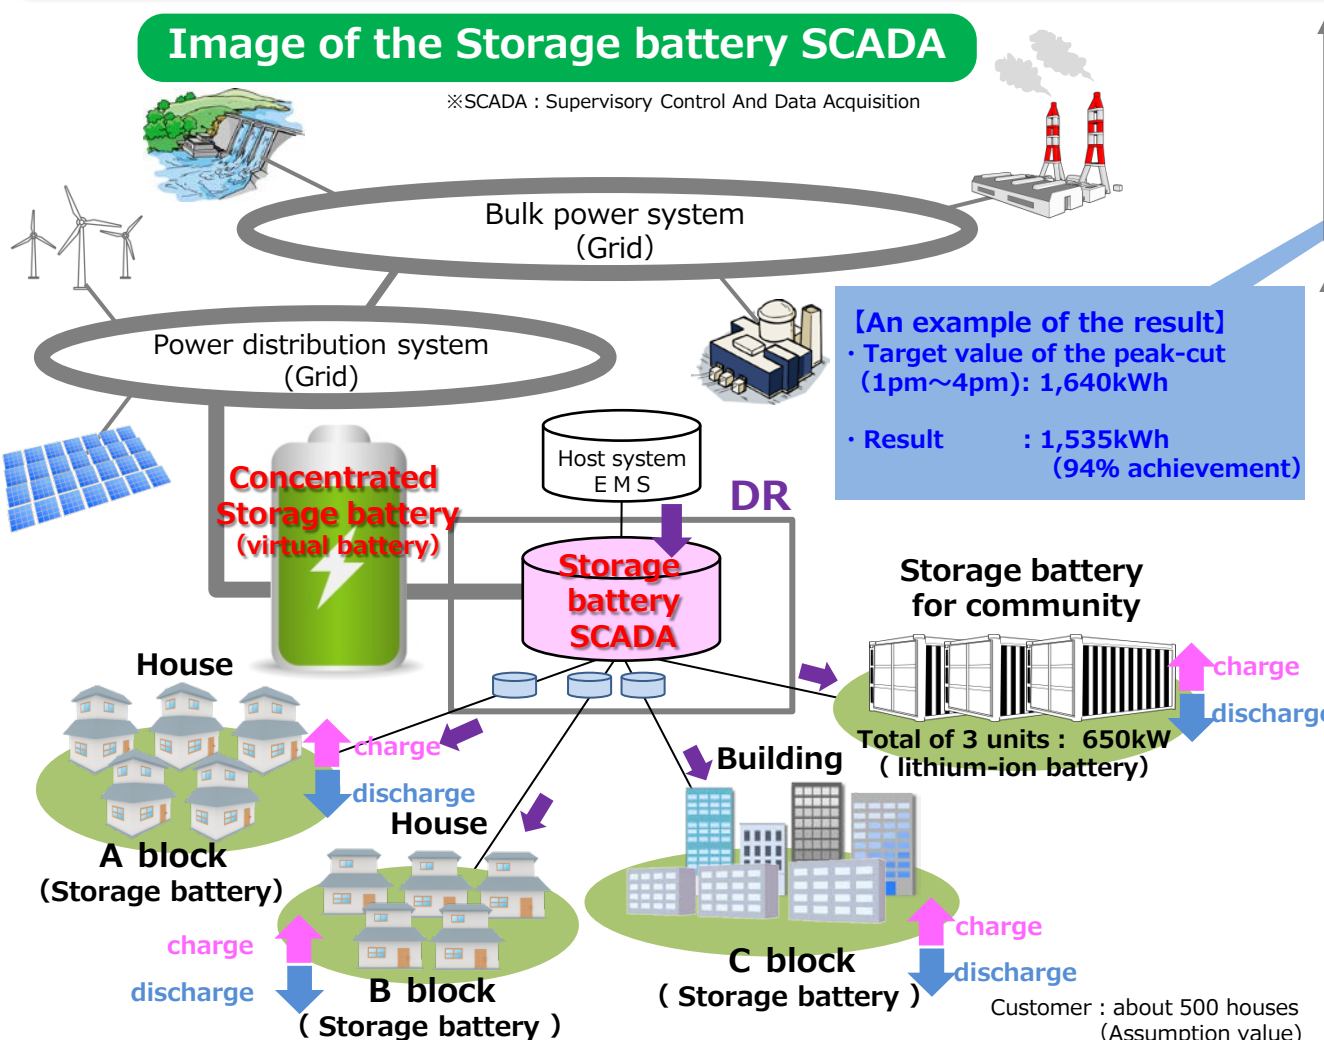 Image of the Storage battery SCADA
※SCADA : Supervisory Control And Data Acquisition
Bulk power system
（Grid）
Power distribution system
(Grid)
【An example of the result】
・Target value of the peak-cut
（1pm～4pm）: 1,640kWh
・Result : 1,535kWh
（94% achievement）
Concentrated
Storage battery
（virtual battery）
Host system
E M S
DR
Storage
battery
SCADA
Storage battery
for community
charge
discharge
Total of 3 units : 650kW
（ lithium-ion battery）
House
charge
discharge
A block
(Storage battery)
House
charge
discharge
B block
（ Storage battery ）
Building
charge
discharge
C block
（ Storage battery ）
Customer : about 500 houses
(Assumption value)